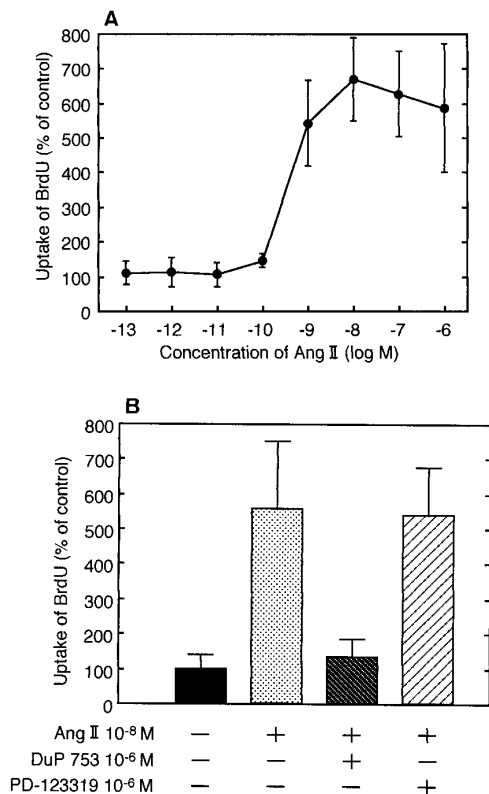 A
Uptake of BrdU (% of control)
800
700
600
500
400
300
200
100
0
-13 -12 -11 -10 -9 -8 -7 -6
Concentration of Ang II (log M)
B
Uptake of BrdU (% of control)
800
700
600
500
400
300
200
100
0
Ang II 10-8 M — + + +
DuP 753 10-6 M — — + —
PD-123319 10-6 M — — — +